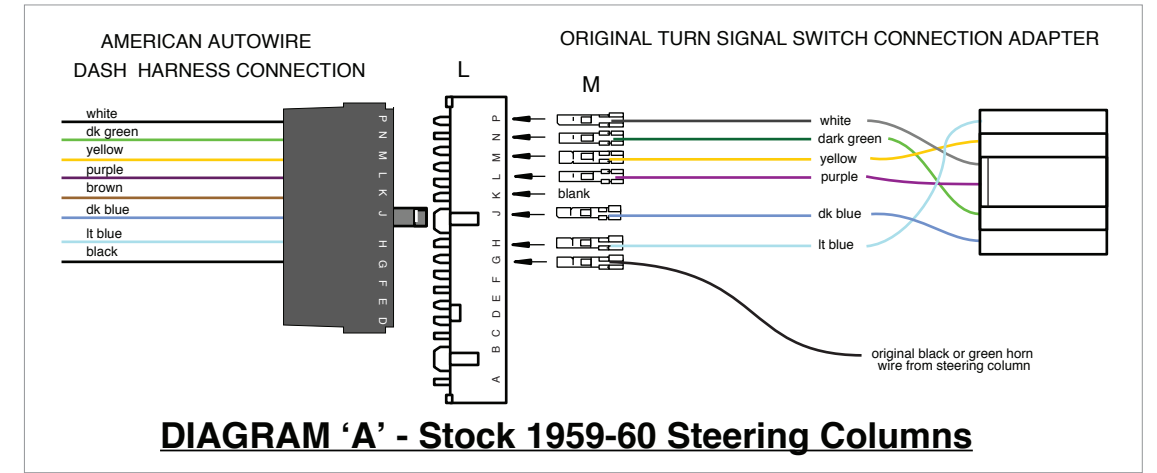 AMERICAN AUTOWIRE
DASH HARNESS CONNECTION
ORIGINAL TURN SIGNAL SWITCH CONNECTION ADAPTER
L
M
white
dk green
yellow
purple
brown
dk blue
lt blue
black
P
N
M
L
K
J
H
G
F
E
D
P
N
M
L
K
J
H
G
F
E
D
C
B
A
blank
white
dark green
yellow
purple
dk blue
lt blue
original black or green horn
wire from steering column
DIAGRAM ‘A’ - Stock 1959-60 Steering Columns